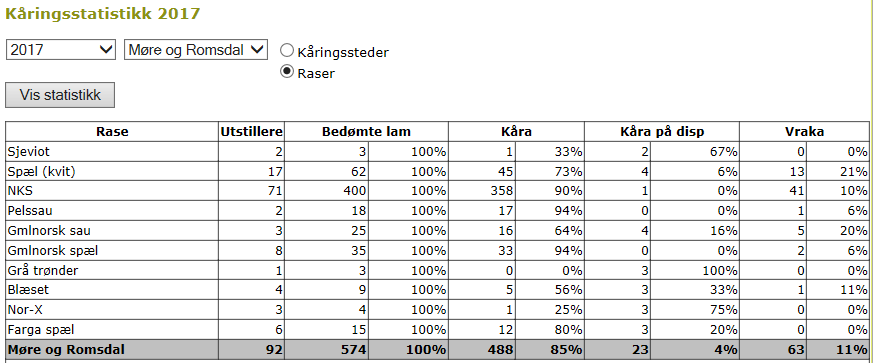 Kåringsstatistikk 2017
2017 Møre og Romsdal Kåringssteder
Raser
Vis statistikk
Rase Utstillere Bedømte lam Kåra Kåra på disp Vraka
Sjeviot 2 3 100% 1 33% 2 67% 0 0%
Spæl (kvit) 17 62 100% 45 73% 4 6% 13 21%
NKS 71 400 100% 358 90% 1 0% 41 10%
Pelssau 2 18 100% 17 94% 0 0% 1 6%
Gmlnorsk sau 3 25 100% 16 64% 4 16% 5 20%
Gmlnorsk spæl 8 35 100% 33 94% 0 0% 2 6%
Grå trønder 1 3 100% 0 0% 3 100% 0 0%
Blæset 4 9 100% 5 56% 3 33% 1 11%
Nor-X 3 4 100% 1 25% 3 75% 0 0%
Farga spæl 6 15 100% 12 80% 3 20% 0 0%
Møre og Romsdal 92 574 100% 488 85% 23 4% 63 11%